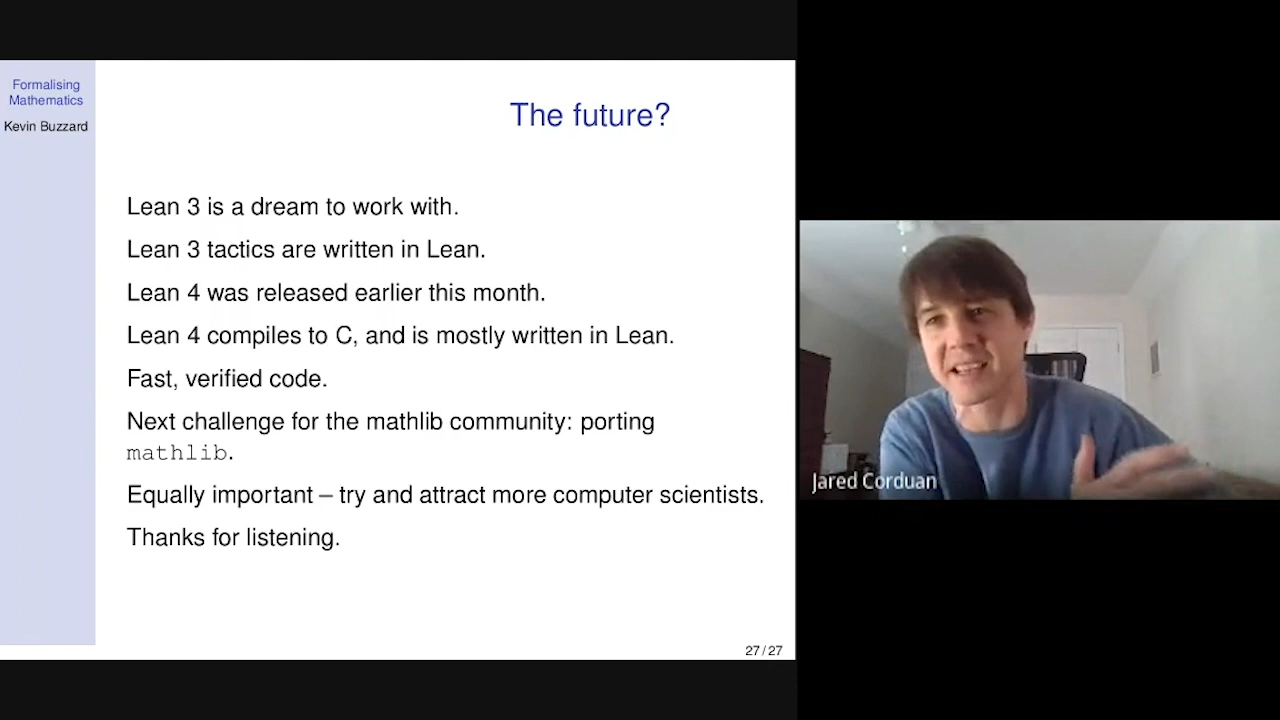 Formalising
Mathematics
Kevin Buzzard
The future?
Lean 3 is a dream to work with.
Lean 3 tactics are written in Lean.
Lean 4 was released earlier this month.
Lean 4 compiles to C, and is mostly written in Lean.
Fast, verified code.
Next challenge for the mathlib community: porting
mathlib.
Equally important – try and attract more computer scientists.
Thanks for listening.
27 / 27
Jared Corduan